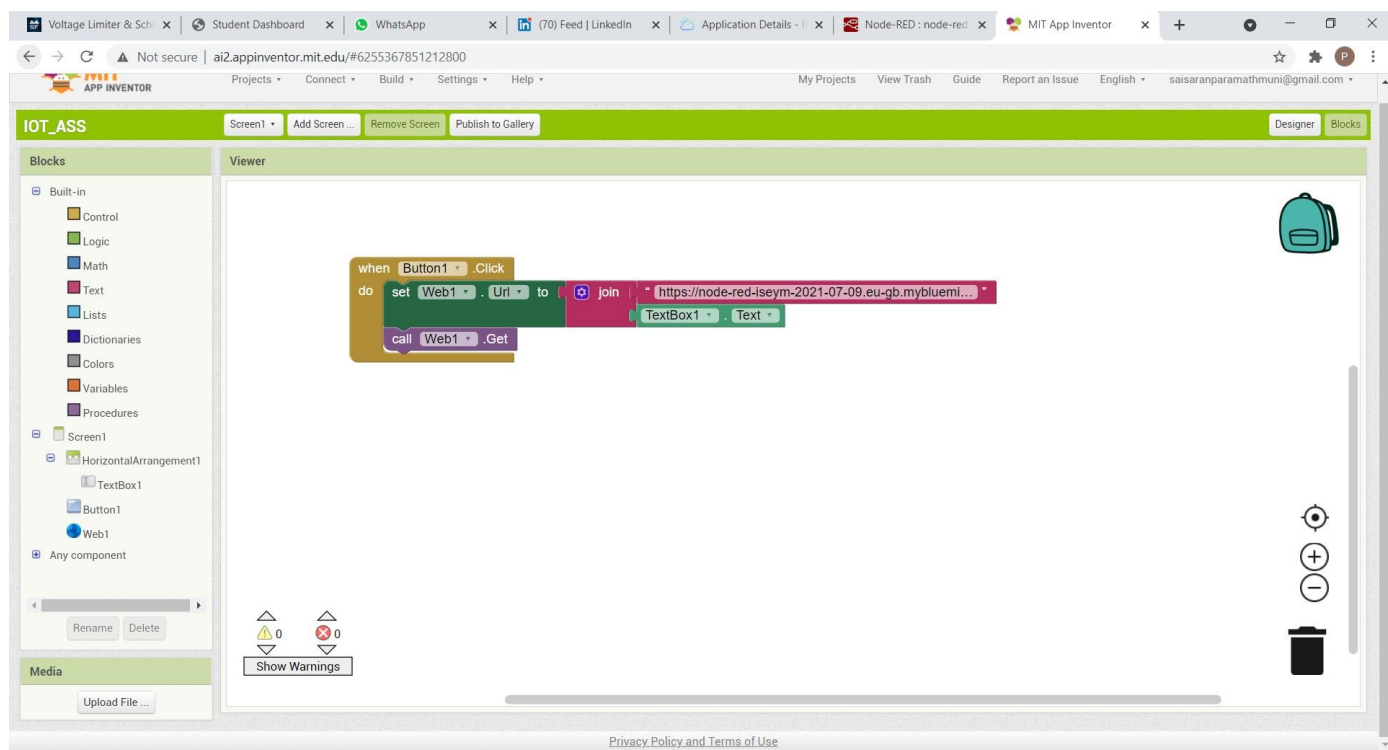 Voltage Limiter & Sch
Student Dashboard
WhatsApp
(70) Feed | LinkedIn
Application Details -
Node-RED : node-red
MIT App Inventor
Not secure | ai2.appinventor.mit.edu/#6255367851212800
P
MIT
APP INVENTOR
Projects Connect Build Settings Help My Projects View Trash Guide Report an Issue English saisaranparamathmuni@gmail.com
IOT_ASS Screen1 Add Screen ... Remove Screen Publish to Gallery Designer Blocks
Blocks
Viewer
Built-in
Control
Logic
Math
Text
Lists
Dictionaries
Colors
Variables
Procedures
Screen1
HorizontalArrangement1
TextBox1
Button1
Web1
Any component
Rename Delete
Media
Upload File ...
when Button1 .Click
do set Web1 . Url to join " https://node-red-iseym-2021-07-09.eu-gb.mybluemi... "
TextBox1 . Text
call Web1 .Get
0 0
Show Warnings
Privacy Policy and Terms of Use